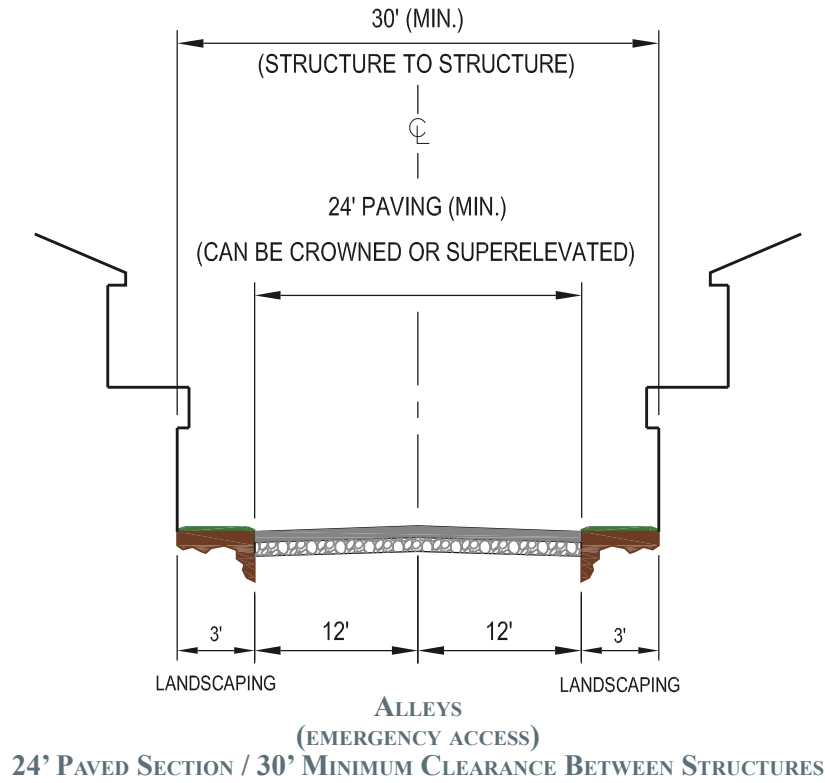 30' (MIN.)
(STRUCTURE TO STRUCTURE)
℄
24' PAVING (MIN.)
(CAN BE CROWNED OR SUPERELEVATED)
3' 12' 12' 3'
LANDSCAPING LANDSCAPING
ALLEYS
(EMERGENCY ACCESS)
24’ PAVED SECTION / 30’ MINIMUM CLEARANCE BETWEEN STRUCTURES